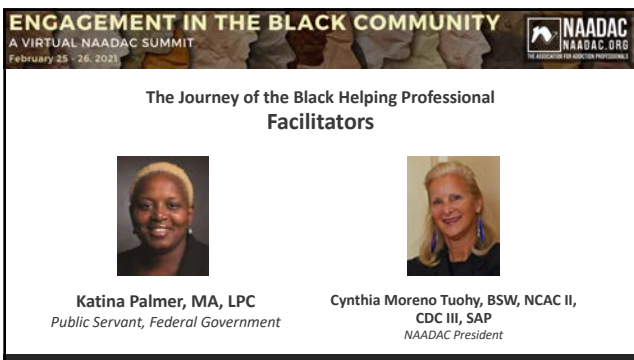 ENGAGEMENT IN THE BLACK COMMUNITY
A VIRTUAL NAADAC SUMMIT
February 25 - 26, 2021
NAADAC
NAADAC.ORG
THE ASSOCIATION FOR ADDICTION PROFESSIONALS
The Journey of the Black Helping Professional
Facilitators
Katina Palmer, MA, LPC
Public Servant, Federal Government
Cynthia Moreno Tuohy, BSW, NCAC II,
CDC III, SAP
NAADAC President